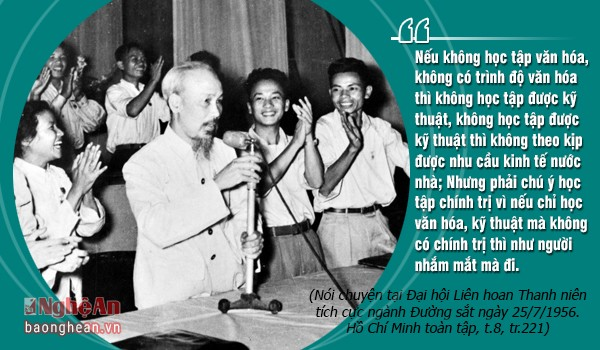 Nếu không học tập văn hóa,
không có trình độ văn hóa
thì không học tập được kỹ
thuật, không học tập được
kỹ thuật thì không theo kịp
được nhu cầu kinh tế nước
nhà; Nhưng phải chú ý học
tập chính trị vì nếu chỉ học
văn hóa, kỹ thuật mà không
có chính trị thì như người
nhắm mắt mà đi.
(Nói chuyện tại Đại hội Liên hoan Thanh niên
tích cực ngành Đường sắt ngày 25/7/1956.
Hồ Chí Minh toàn tập, t.8, tr.221)
Nghệ An
baonghean.vn